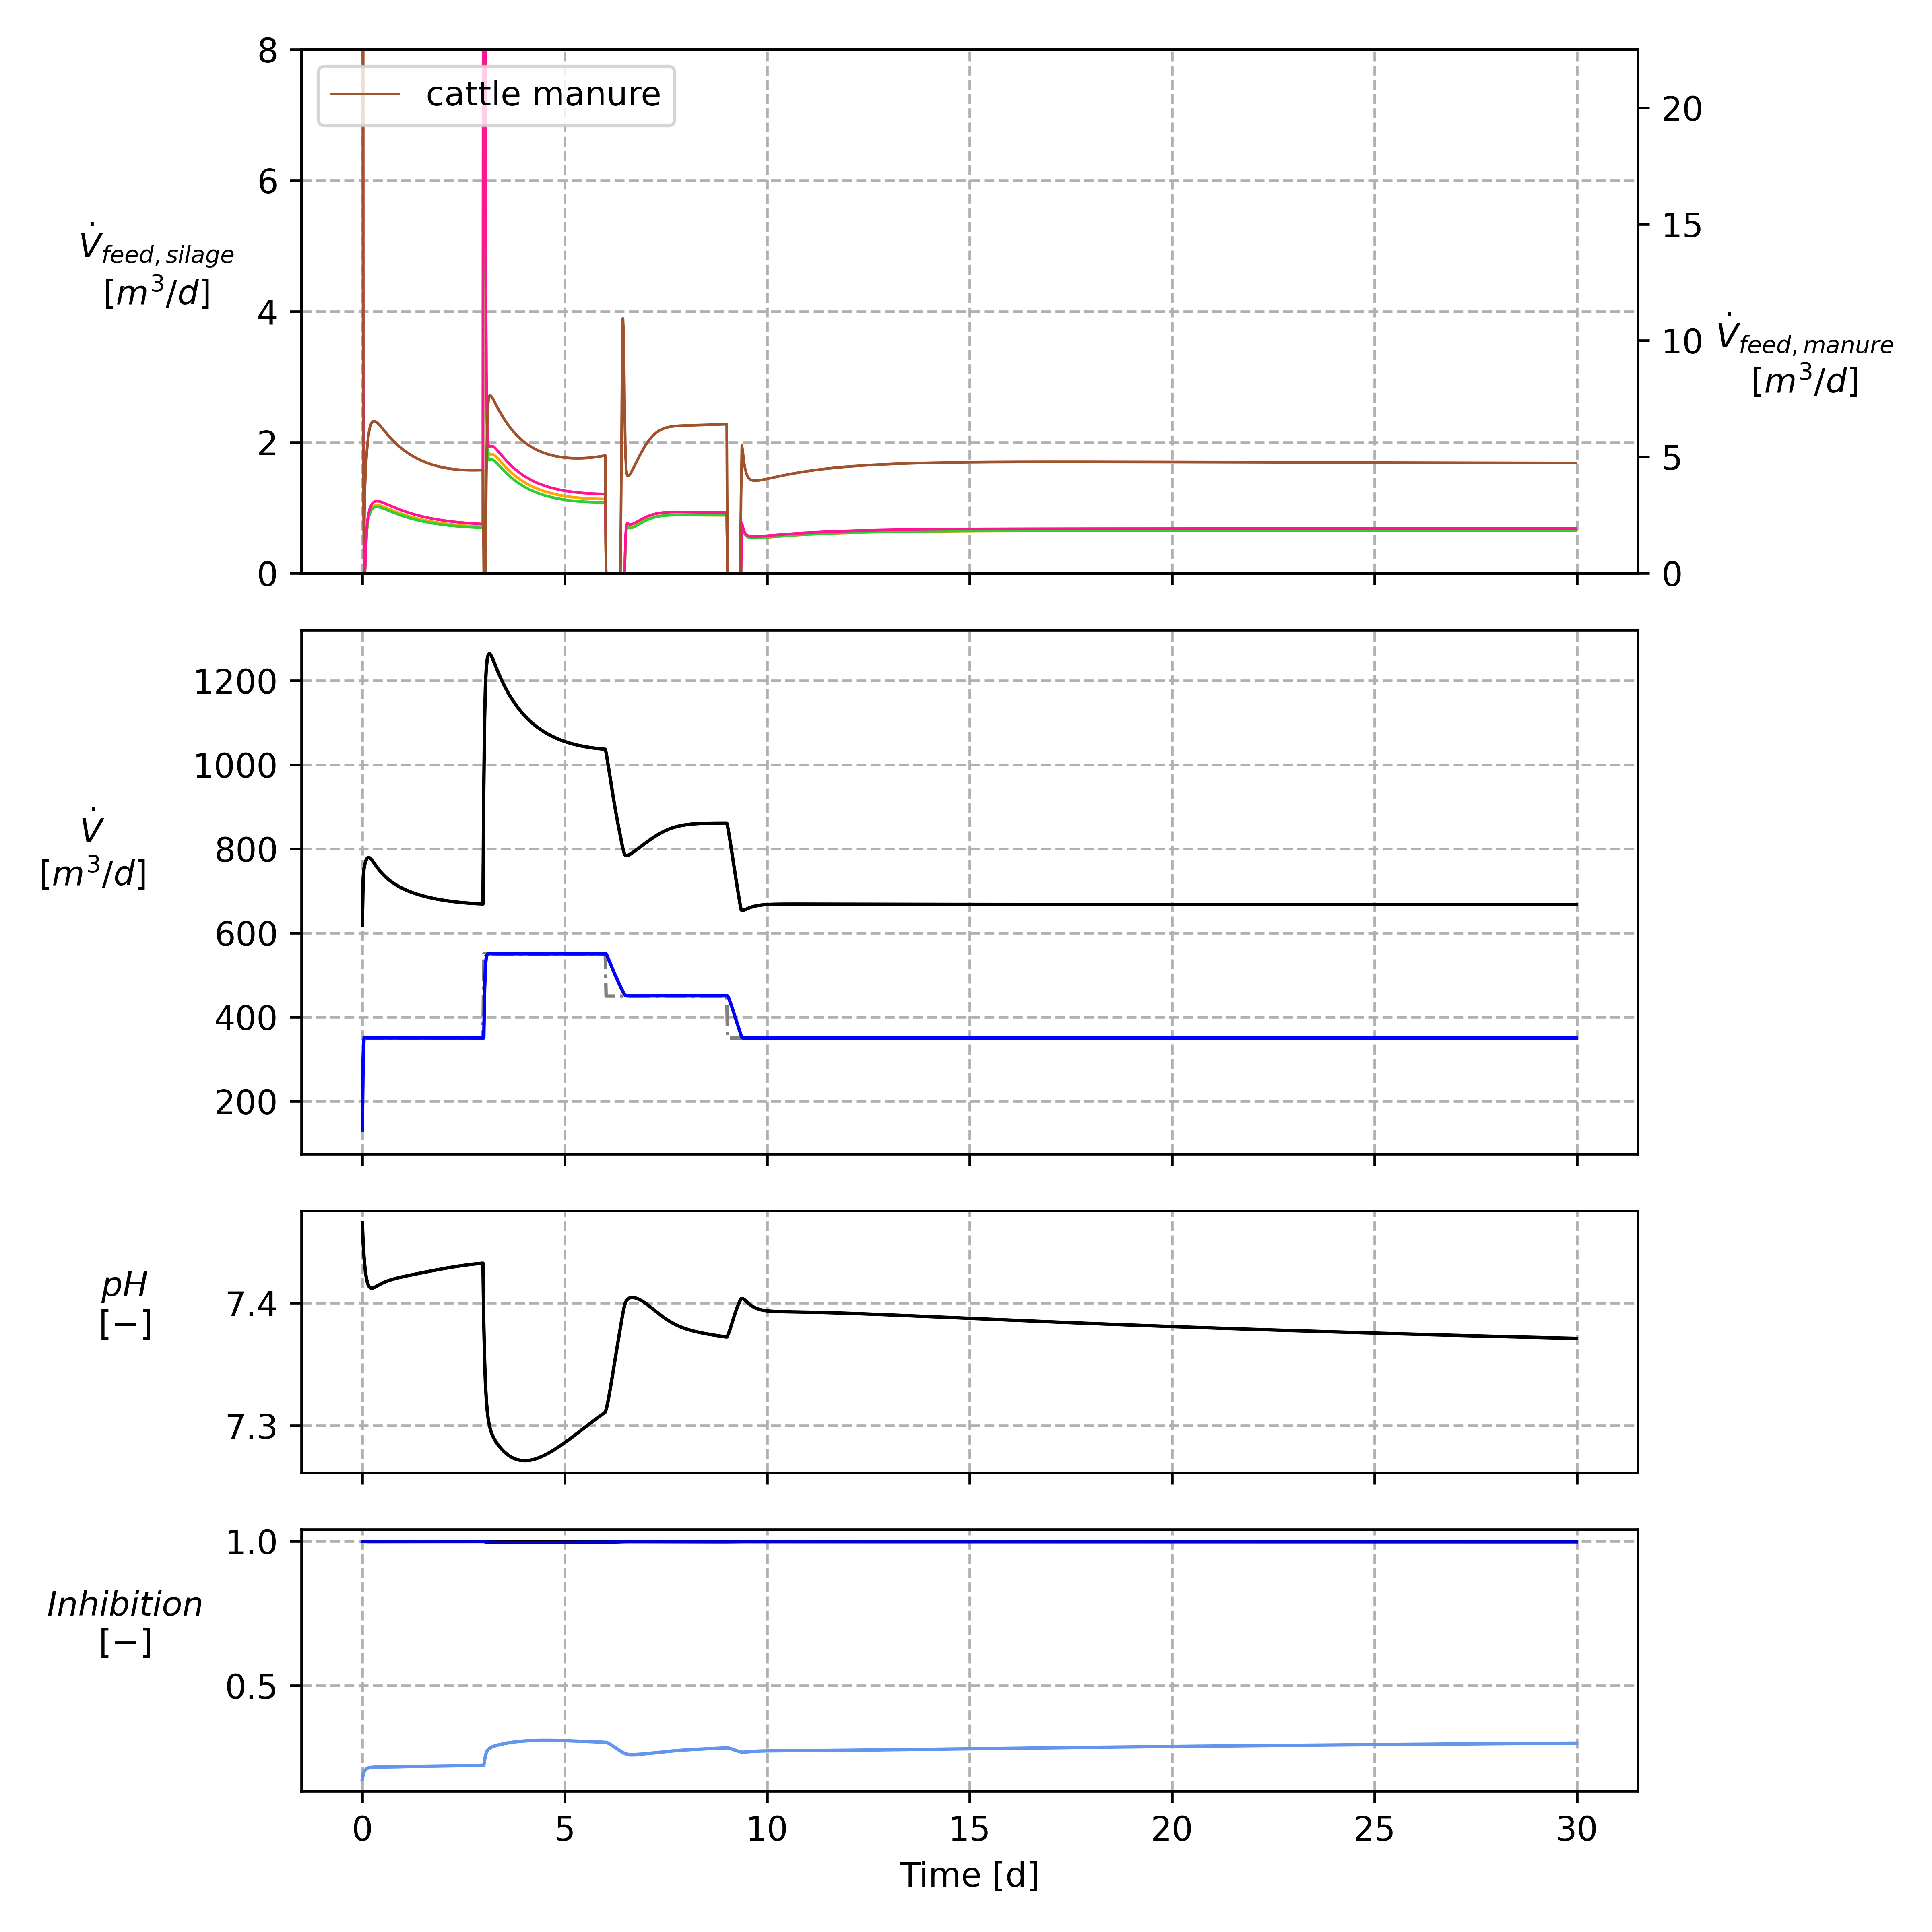 8
6
4
2
0
V̇feed, silage
[m³/d]
cattle manure
20
15
10
5
0
V̇feed, manure
[m³/d]
1200
1000
800
600
400
200
V̇
[m³/d]
7.4
7.3
pH
[−]
1.0
0.5
Inhibition
[−]
0 5 10 15 20 25 30
Time [d]